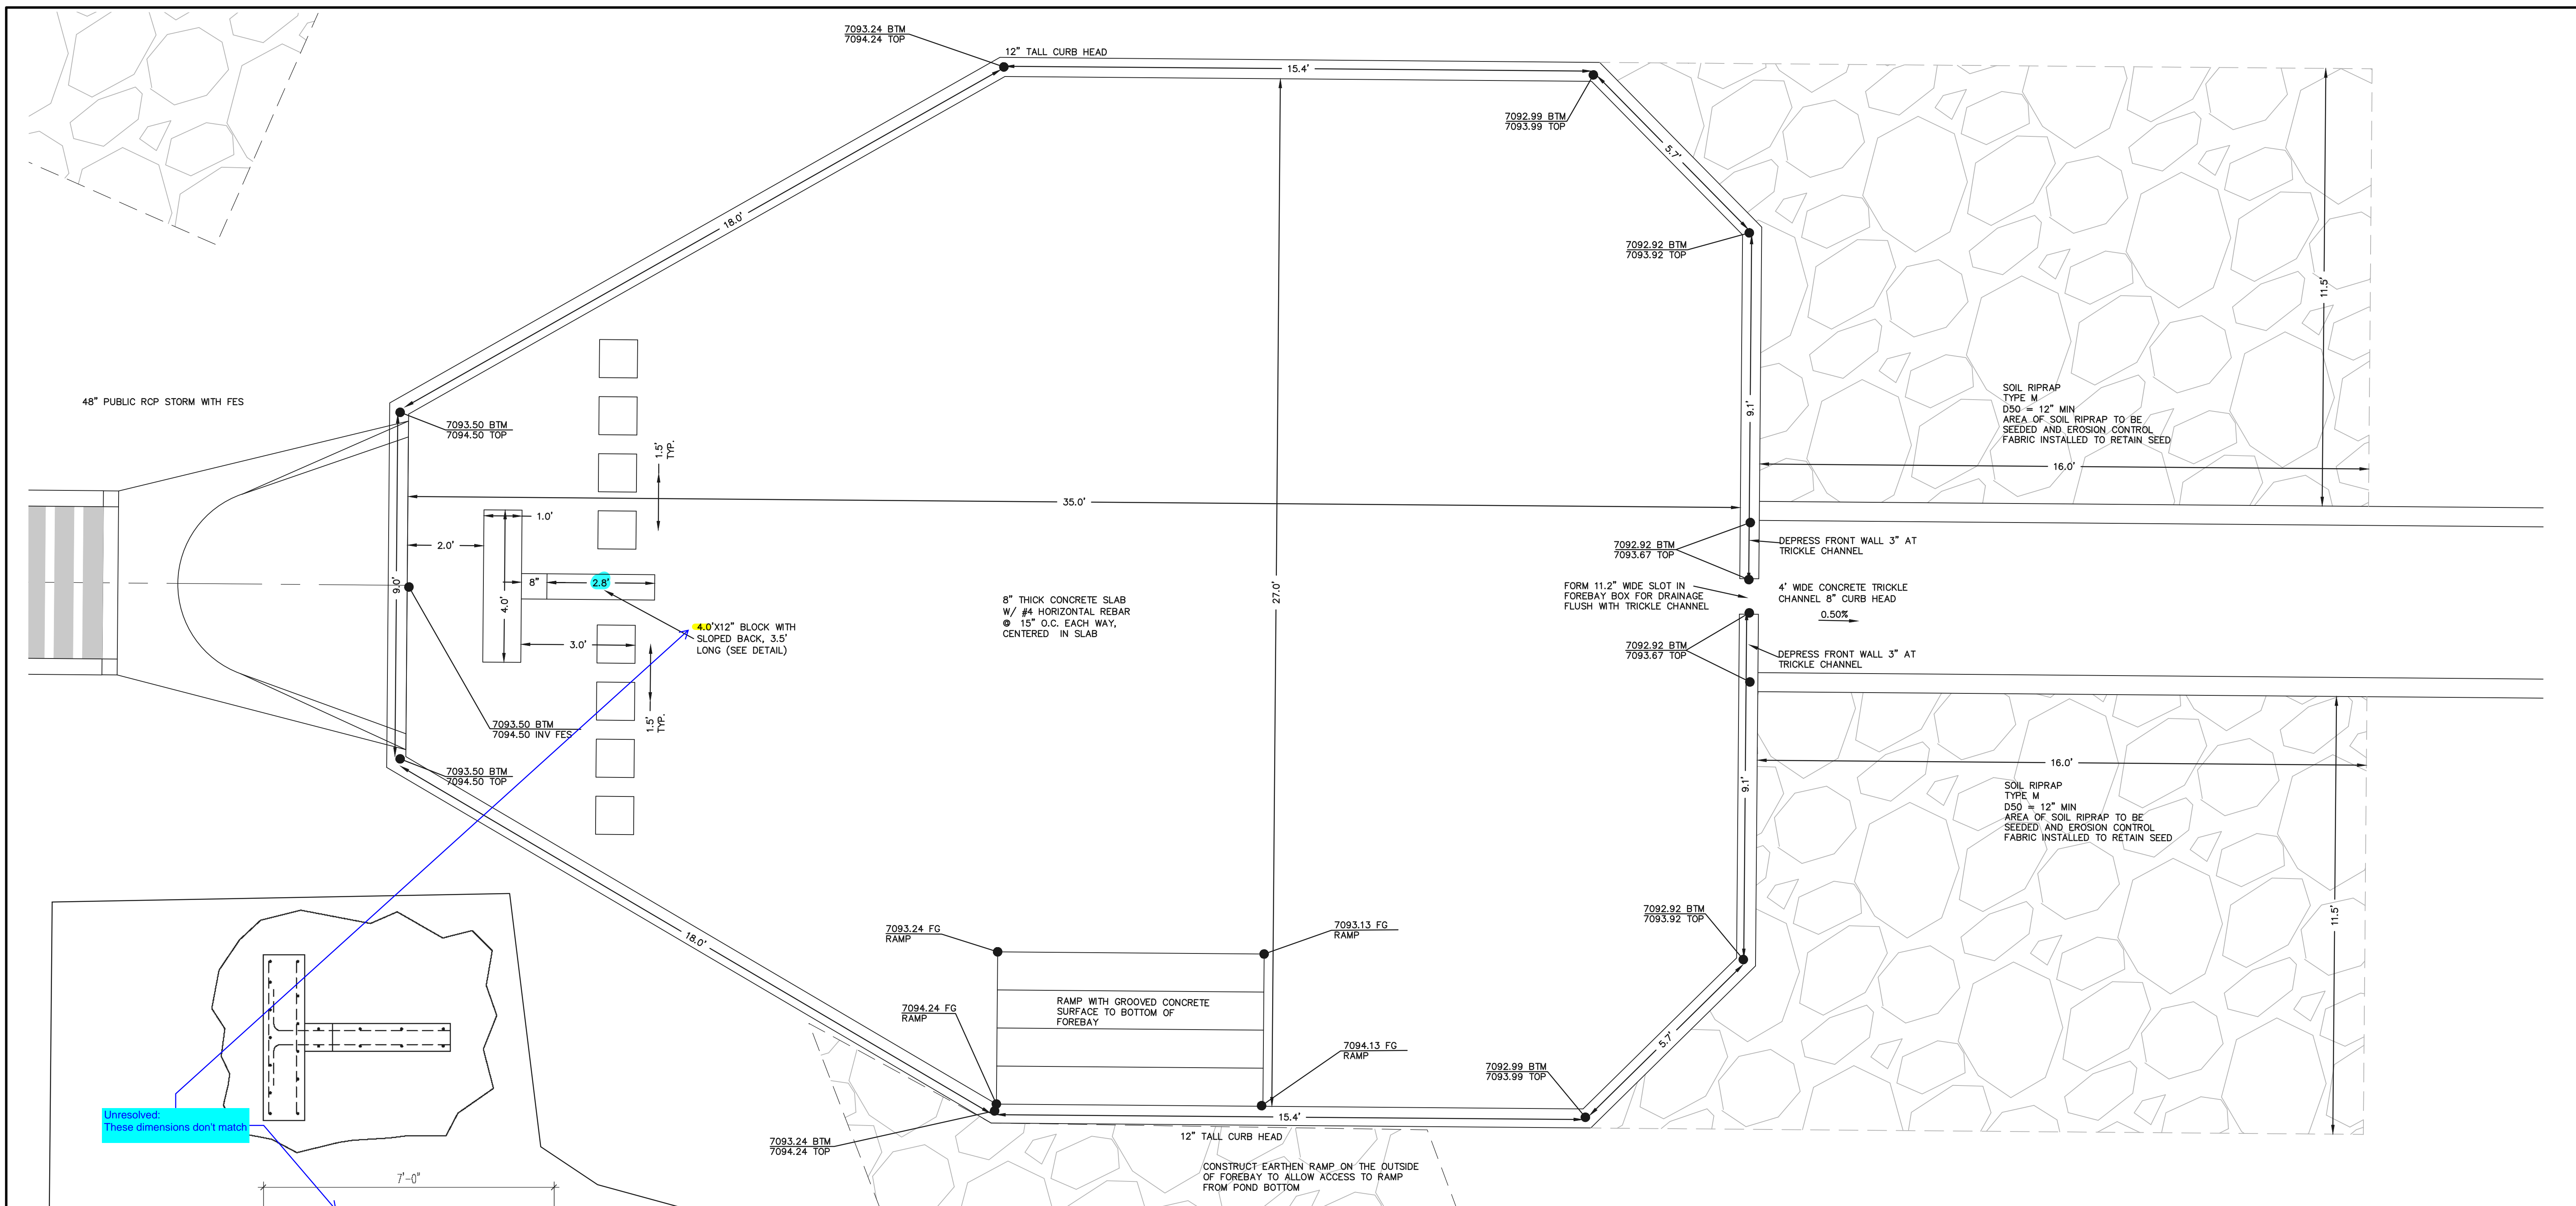 7093.24 BTM
7094.24 TOP
12" TALL CURB HEAD
15.4'
7092.99 BTM
7093.99 TOP
5.7'
18.0'
7092.92 BTM
7093.92 TOP
11.5'
48" PUBLIC RCP STORM WITH FES
7093.50 BTM
7094.50 TOP
1.5'
TYP.
9.1'
SOIL RIPRAP
TYPE M
D50 = 12" MIN
AREA OF SOIL RIPRAP TO BE
SEEDED AND EROSION CONTROL
FABRIC INSTALLED TO RETAIN SEED
16.0'
35.0'
1.0'
2.0'
7092.92 BTM
7093.67 TOP
DEPRESS FRONT WALL 3" AT
TRICKLE CHANNEL
9.0'
4.0'
8"
2.8'
27.0'
FORM 11.2" WIDE SLOT IN
FOREBAY BOX FOR DRAINAGE
FLUSH WITH TRICKLE CHANNEL
4' WIDE CONCRETE TRICKLE
CHANNEL 8" CURB HEAD
0.50%
8" THICK CONCRETE SLAB
W/ #4 HORIZONTAL REBAR
@ 15" O.C. EACH WAY,
CENTERED IN SLAB
4.0'X12" BLOCK WITH
SLOPED BACK, 3.5'
LONG (SEE DETAIL)
3.0'
7092.92 BTM
7093.67 TOP
DEPRESS FRONT WALL 3" AT
TRICKLE CHANNEL
1.5'
TYP.
7093.50 BTM
7094.50 INV FES
7093.50 BTM
7094.50 TOP
9.1'
16.0'
SOIL RIPRAP
TYPE M
D50 = 12" MIN
AREA OF SOIL RIPRAP TO BE
SEEDED AND EROSION CONTROL
FABRIC INSTALLED TO RETAIN SEED
11.5'
18.0'
7093.24 FG
RAMP
7093.13 FG
RAMP
7092.92 BTM
7093.92 TOP
RAMP WITH GROOVED CONCRETE
SURFACE TO BOTTOM OF
FOREBAY
7094.24 FG
RAMP
7094.13 FG
RAMP
5.7'
7092.99 BTM
7093.99 TOP
Unresolved:
These dimensions don't match
15.4'
7093.24 BTM
7094.24 TOP
12" TALL CURB HEAD
CONSTRUCT EARTHEN RAMP ON THE OUTSIDE
OF FOREBAY TO ALLOW ACCESS TO RAMP
FROM POND BOTTOM
7'-0"